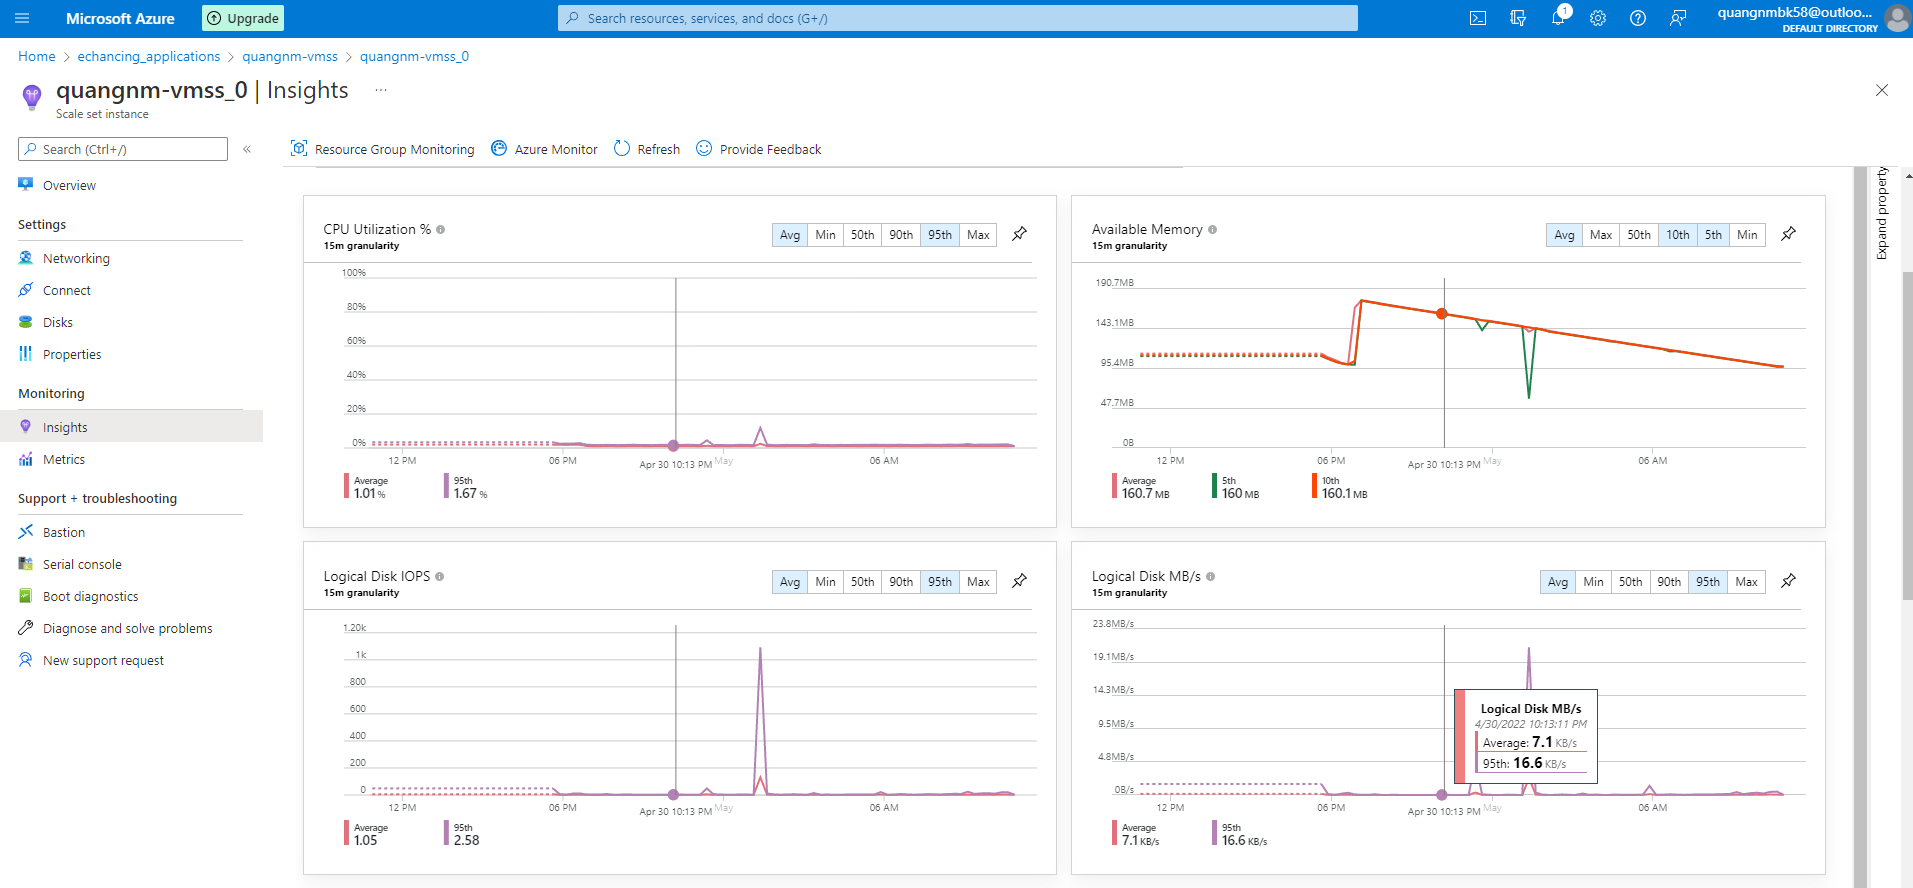 Microsoft Azure
Upgrade
Search resources, services, and docs (G+/)
1
quangnmbk58@outloo...
DEFAULT DIRECTORY
Home > echancing_applications > quangnm-vmss > quangnm-vmss_0
quangnm-vmss_0 | Insights ...
Scale set instance
Search (Ctrl+/)
«
Resource Group Monitoring
Azure Monitor
Refresh
Provide Feedback
Overview
Settings
Networking
Connect
Disks
Properties
Monitoring
Insights
Metrics
Support + troubleshooting
Bastion
Serial console
Boot diagnostics
Diagnose and solve problems
New support request
Expand property
CPU Utilization %
15m granularity
Avg Min 50th 90th 95th Max
100%
80%
60%
40%
20%
0%
12 PM 06 PM Apr 30 10:13 PM May 06 AM
Average
1.01 %
95th
1.67 %
Available Memory
15m granularity
Avg Max 50th 10th 5th Min
190.7MB
143.1MB
95.4MB
47.7MB
0B
12 PM 06 PM Apr 30 10:13 PM May 06 AM
Average
160.7 MB
5th
160 MB
10th
160.1 MB
Logical Disk IOPS
15m granularity
Avg Min 50th 90th 95th Max
1.20k
1k
800
600
400
200
0
12 PM 06 PM Apr 30 10:13 PM May 06 AM
Average
1.05
95th
2.58
Logical Disk MB/s
15m granularity
Avg Min 50th 90th 95th Max
23.8MB/s
19.1MB/s
14.3MB/s
9.5MB/s
4.8MB/s
0B/s
Logical Disk MB/s
4/30/2022 10:13:11 PM
Average: 7.1 KB/s
95th: 16.6 KB/s
12 PM 06 PM Apr 30 10:13 PM May 06 AM
Average
7.1 KB/s
95th
16.6 KB/s